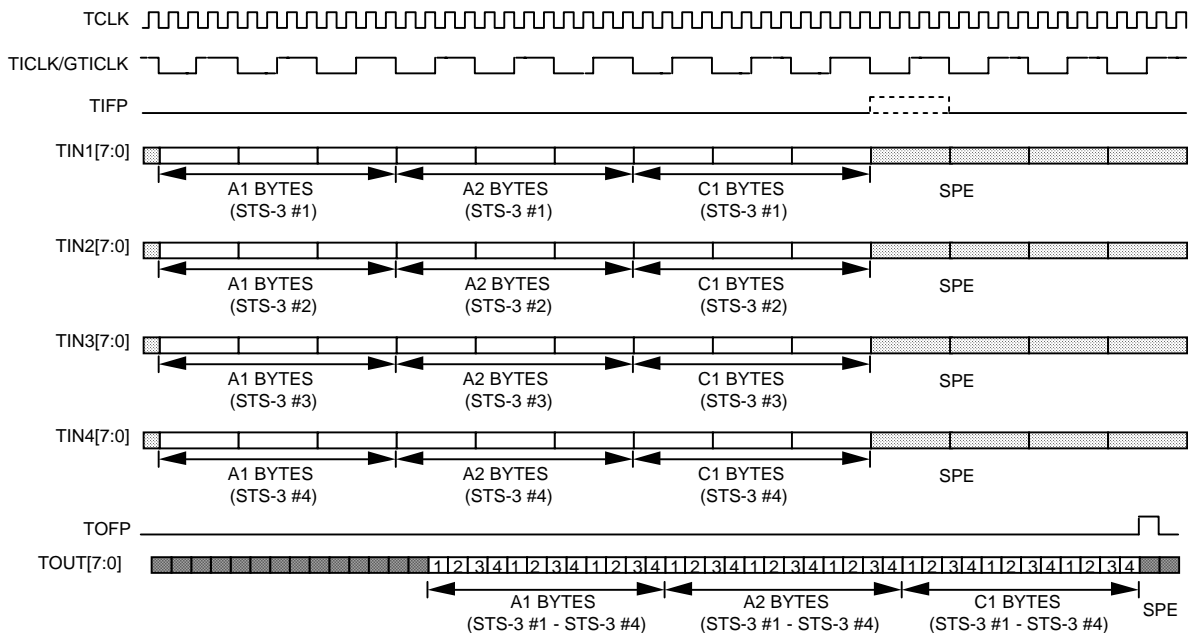 TCLK
TICLK/GTICLK
TIFP
TIN1[7:0]
A1 BYTES
(STS-3 #1)
A2 BYTES
(STS-3 #1)
C1 BYTES
(STS-3 #1)
SPE
TIN2[7:0]
A1 BYTES
(STS-3 #2)
A2 BYTES
(STS-3 #2)
C1 BYTES
(STS-3 #2)
SPE
TIN3[7:0]
A1 BYTES
(STS-3 #3)
A2 BYTES
(STS-3 #3)
C1 BYTES
(STS-3 #3)
SPE
TIN4[7:0]
A1 BYTES
(STS-3 #4)
A2 BYTES
(STS-3 #4)
C1 BYTES
(STS-3 #4)
SPE
TOFP
TOUT[7:0]
1 2 3 4 1 2 3 4 1 2 3 4 1 2 3 4 1 2 3 4 1 2 3 4 1 2 3 4 1 2 3 4 1 2 3 4
A1 BYTES
(STS-3 #1 - STS-3 #4)
A2 BYTES
(STS-3 #1 - STS-3 #4)
C1 BYTES
(STS-3 #1 - STS-3 #4)
SPE